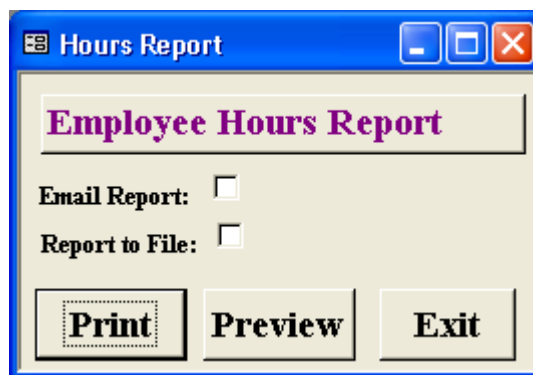 Hours Report
Employee Hours Report
Email Report:
Report to File:
Print Preview Exit